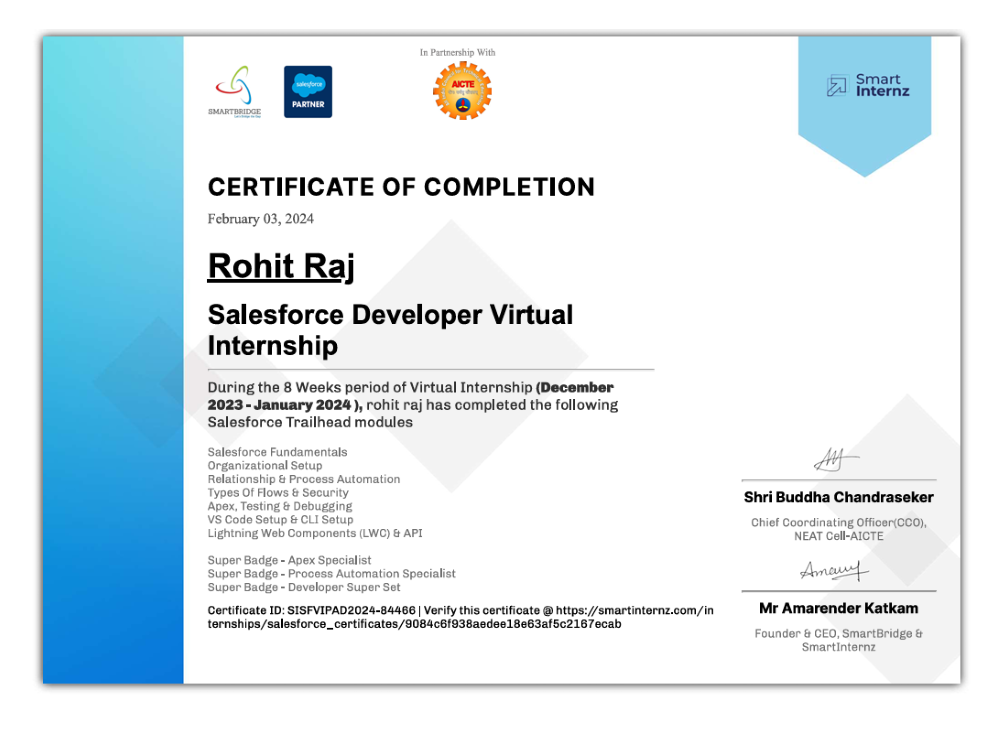 In Partnership With
SMARTBRIDGE
salesforce
PARTNER
AICTE
Smart
Internz
CERTIFICATE OF COMPLETION
February 03, 2024
Rohit Raj
Salesforce Developer Virtual
Internship
During the 8 Weeks period of Virtual Internship (December
2023 - January 2024 ), rohit raj has completed the following
Salesforce Trailhead modules
Salesforce Fundamentals
Organizational Setup
Relationship & Process Automation
Types Of Flows & Security
Apex, Testing & Debugging
VS Code Setup & CLI Setup
Lightning Web Components (LWC) & API
Super Badge - Apex Specialist
Super Badge - Process Automation Specialist
Super Badge - Developer Super Set
Certificate ID: SISFVIPAD2024-84466 | Verify this certificate @ https://smartinternz.com/in
ternships/salesforce_certificates/9084c6f938aedee18e63af5c2167ecab
Shri Buddha Chandraseker
Chief Coordinating Officer(CCO),
NEAT Cell-AICTE
Mr Amarender Katkam
Founder & CEO, SmartBridge &
SmartInternz